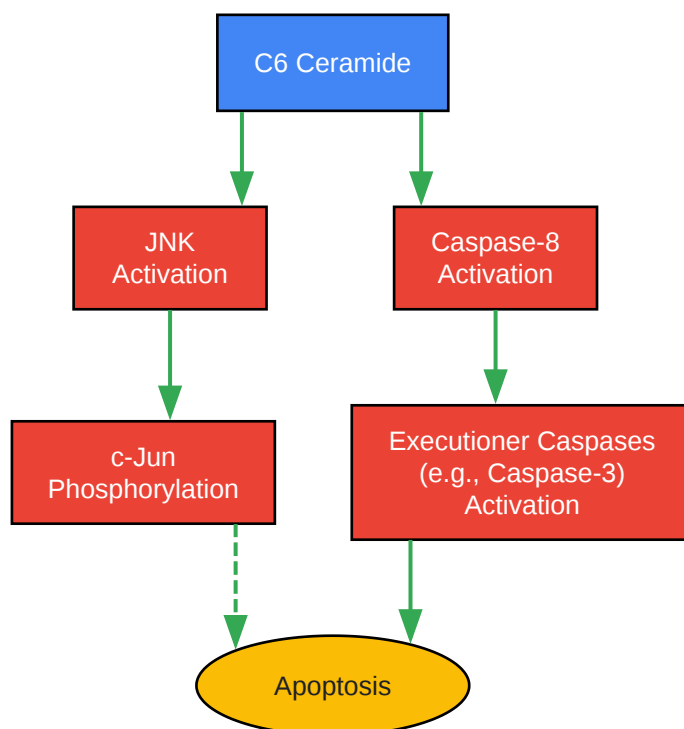 C6 Ceramide
JNK
Activation
Caspase-8
Activation
c-Jun
Phosphorylation
Executioner Caspases
(e.g., Caspase-3)
Activation
Apoptosis